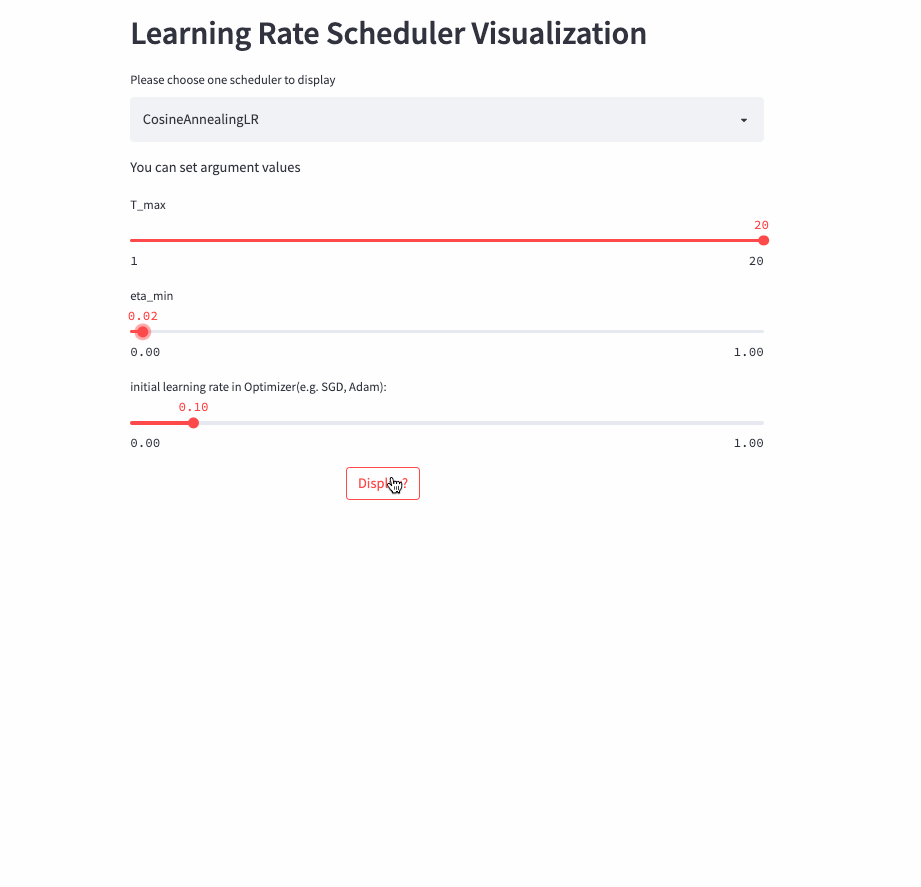 Learning Rate Scheduler Visualization
Please choose one scheduler to display
CosineAnnealingLR
You can set argument values
T_max
20
1 20
eta_min
0.02
0.00 1.00
initial learning rate in Optimizer(e.g. SGD, Adam):
0.10
0.00 1.00